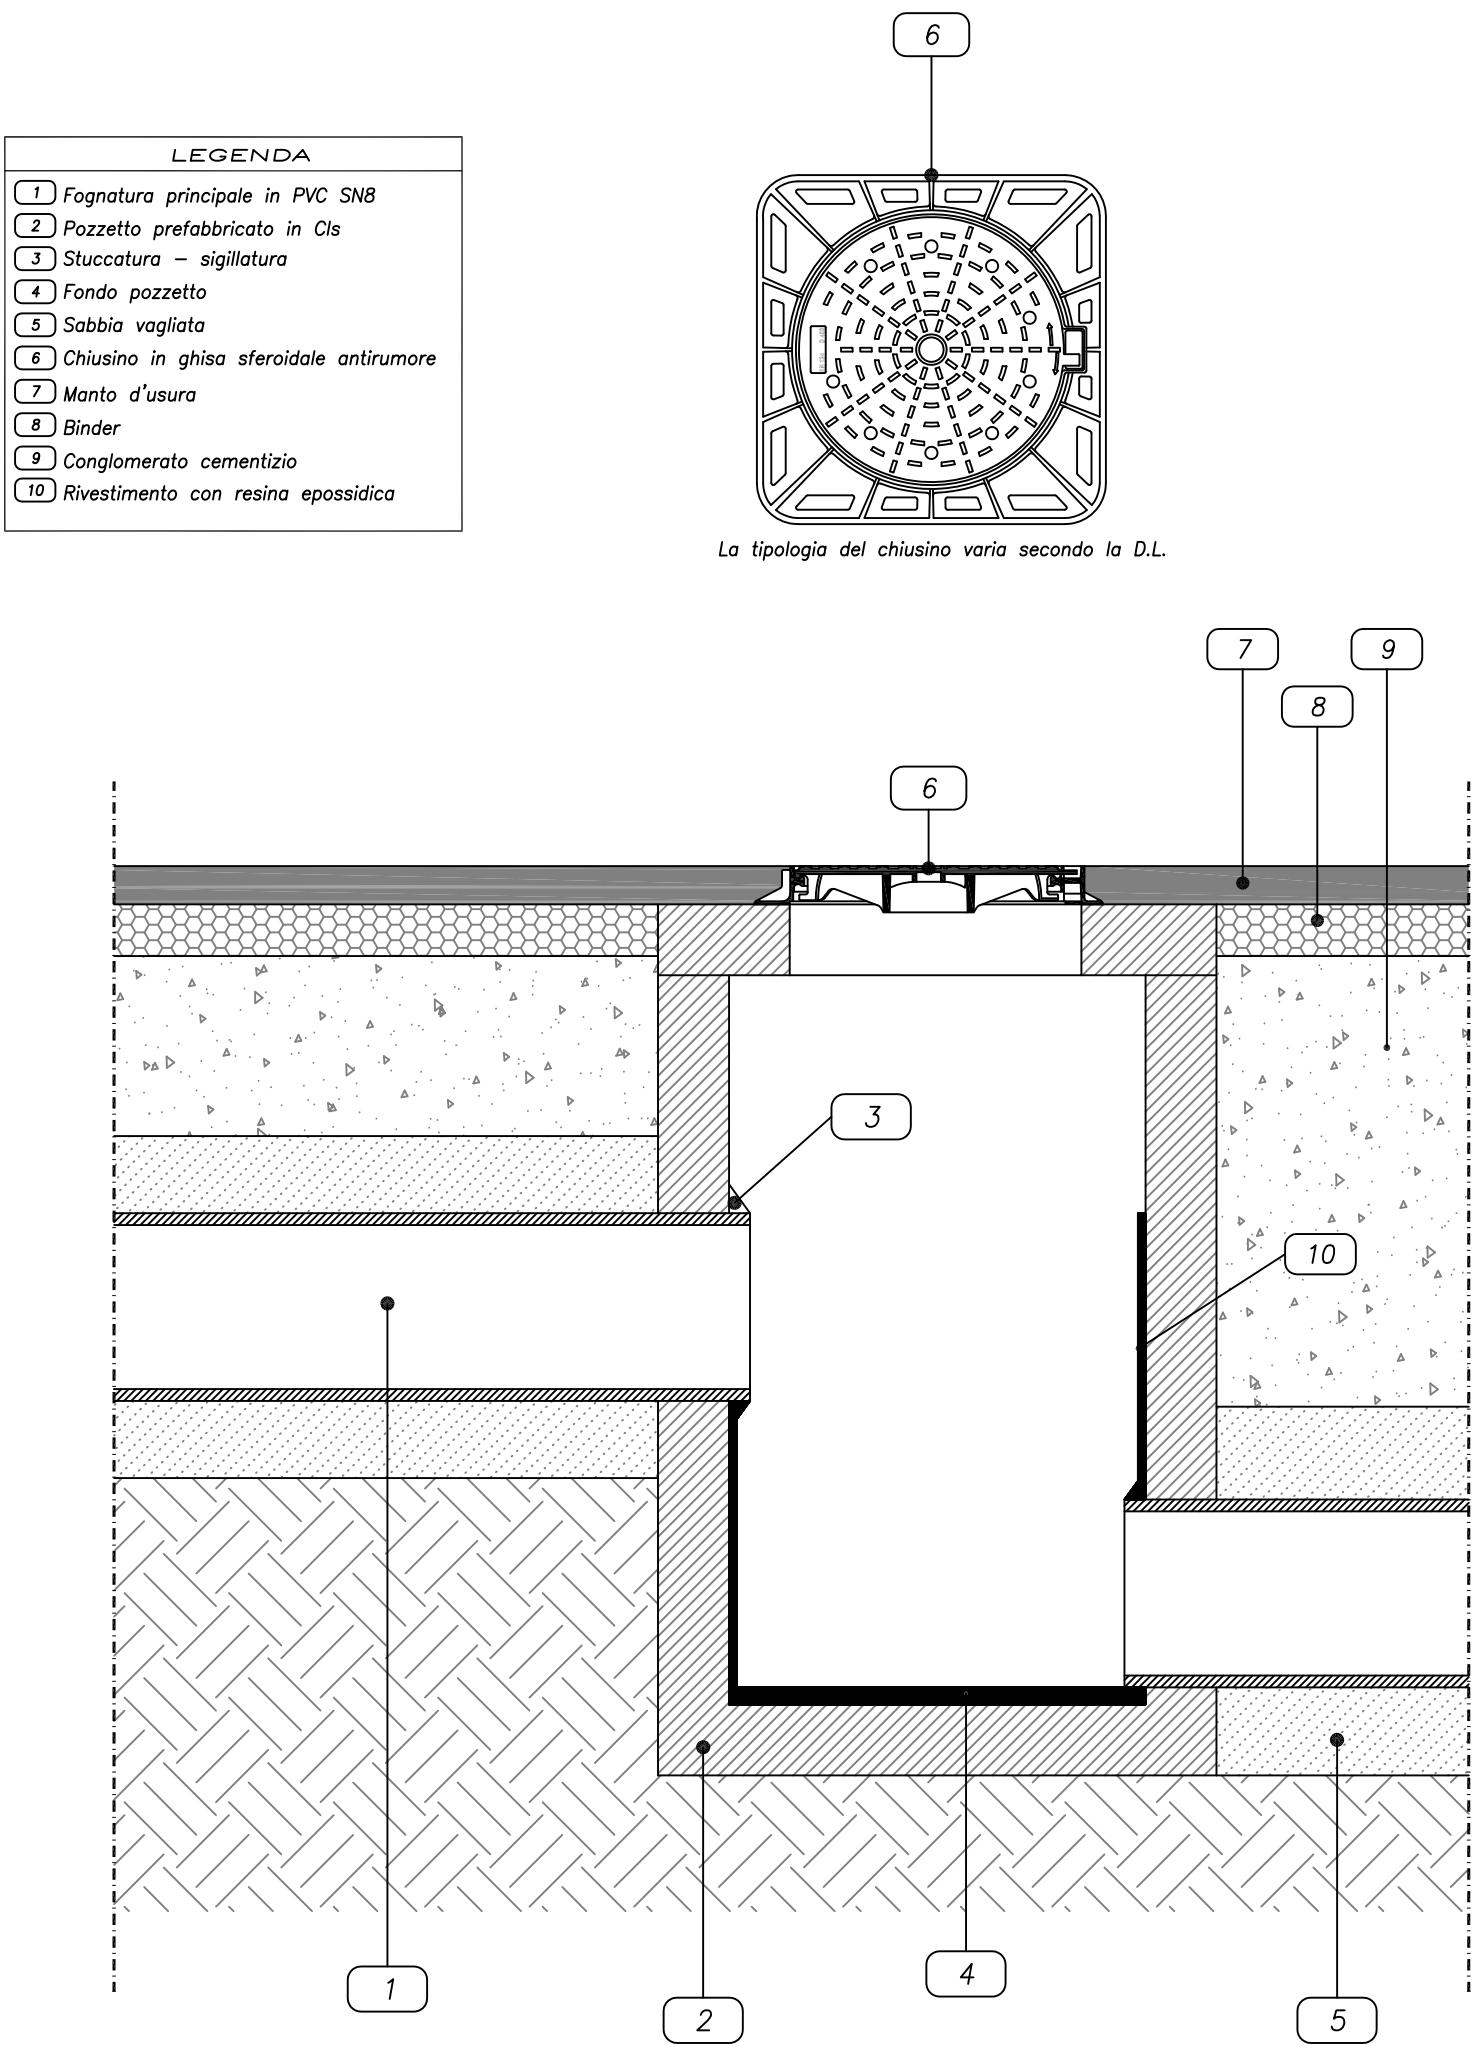 6
LEGENDA
1 Fognatura principale in PVC SN8
2 Pozzetto prefabbricato in Cls
3 Stuccatura – sigillatura
4 Fondo pozzetto
5 Sabbia vagliata
6 Chiusino in ghisa sferoidale antirumore
7 Manto d'usura
8 Binder
9 Conglomerato cementizio
10 Rivestimento con resina epossidica
La tipologia del chiusino varia secondo la D.L.
7
9
8
6
3
10
1
4
2
5